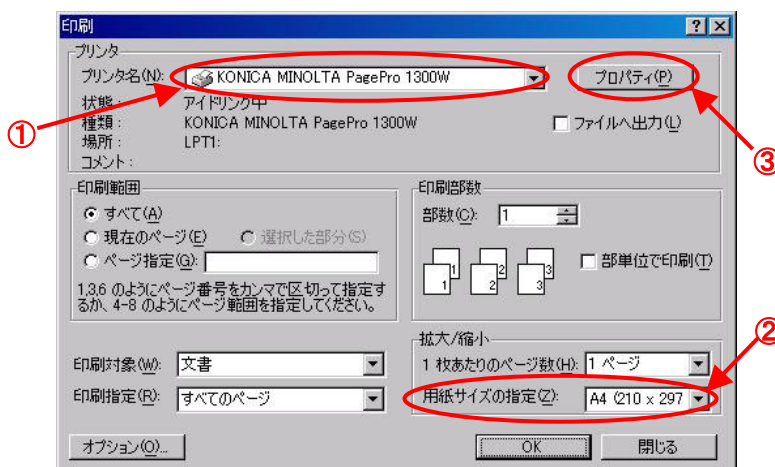 印刷
プリンタ
プリンタ名(N): KONICA MINOLTA PagePro 1300W プロパティ(P)
①
状態: アイドリング中
種類: KONICA MINOLTA PagePro 1300W ファイルへ出力(L)
場所: LPT1:
コメント:
③
印刷範囲
すべて(A)
現在のページ(E) 選択した部分(S)
ページ指定(G):
1,3,6 のようにページ番号をカンマで区切って指定す
るか、4-8 のようにページ範囲を指定してください。
印刷部数
部数(C): 1
1 1 2 2 3 3
部単位で印刷(T)
印刷対象(W): 文書
印刷指定(R): すべてのページ
拡大/縮小
②
1 枚あたりのページ数(H): 1 ページ
用紙サイズの指定(Z): A4 (210 x 297
オプション(O)... OK 閉じる